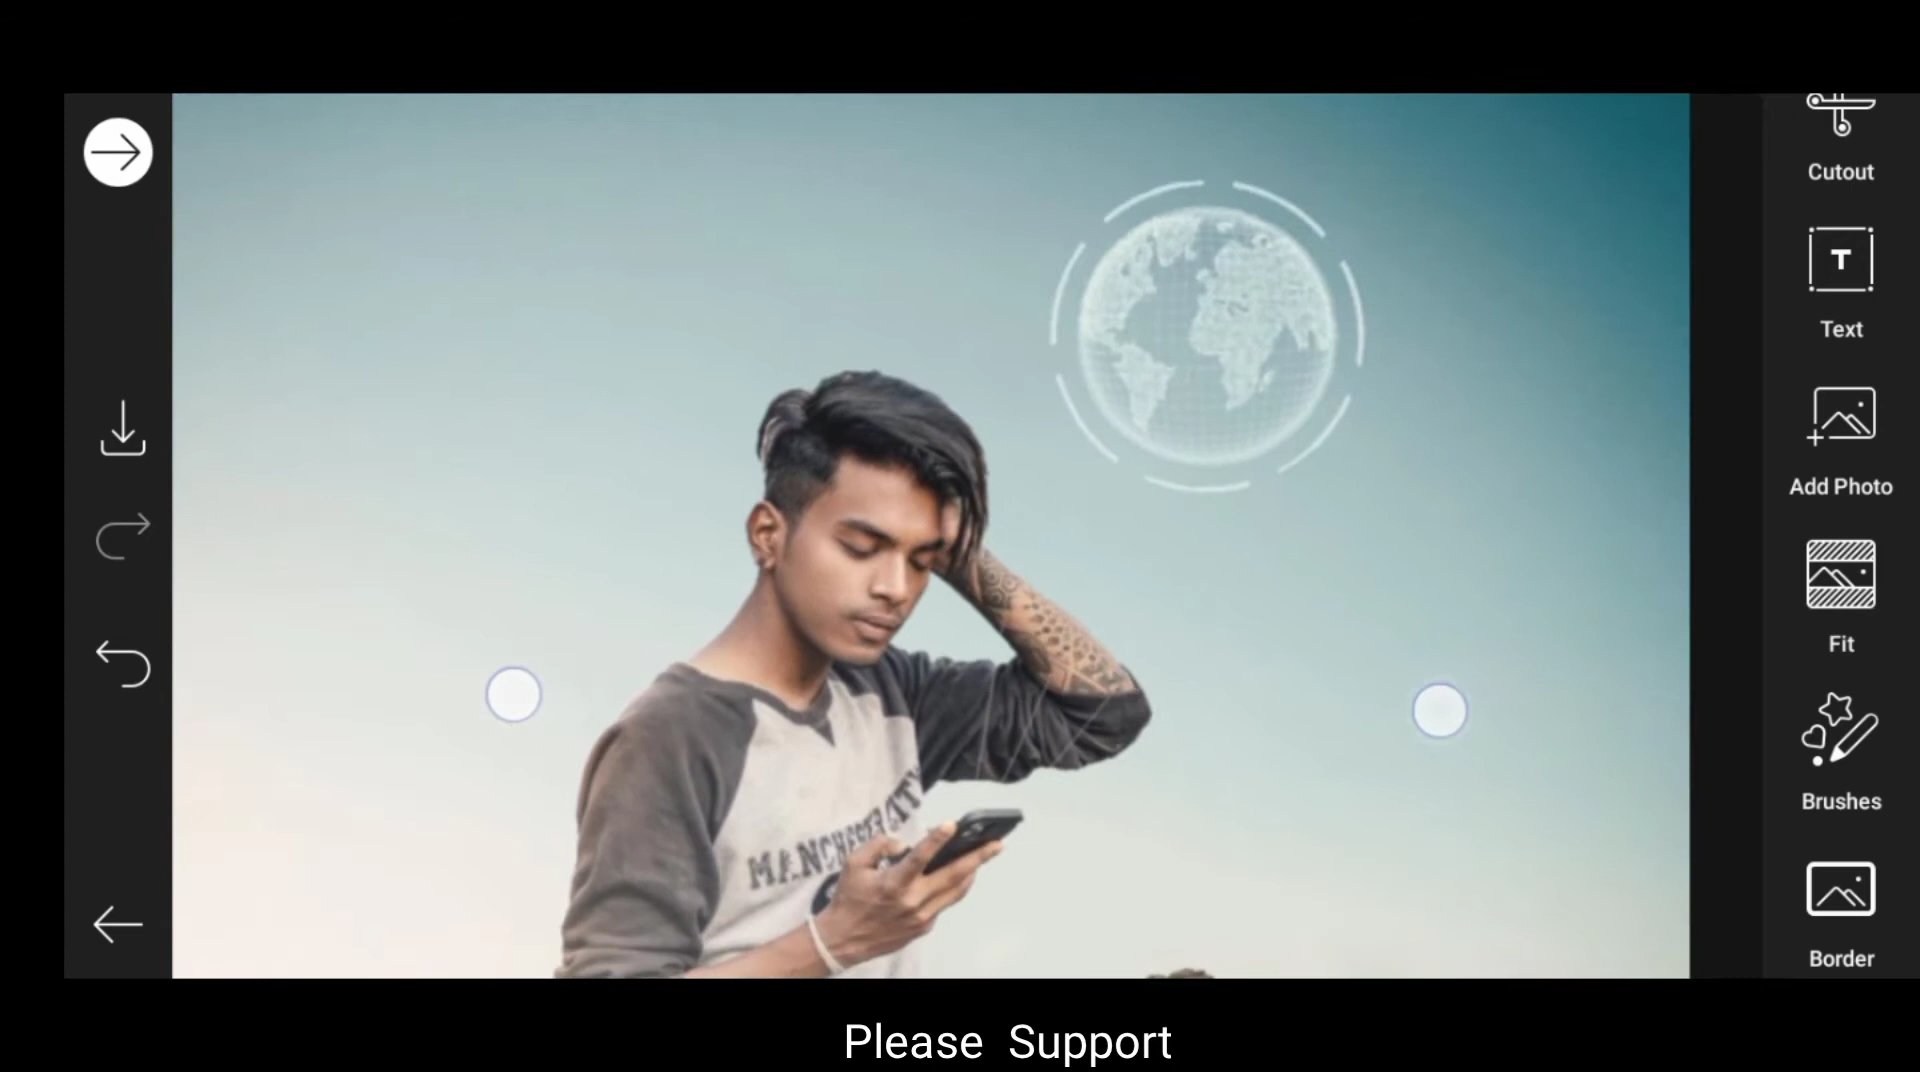 Cutout
T
Text
Add Photo
Fit
Brushes
Border
MANCHESTER CITY
Please Support